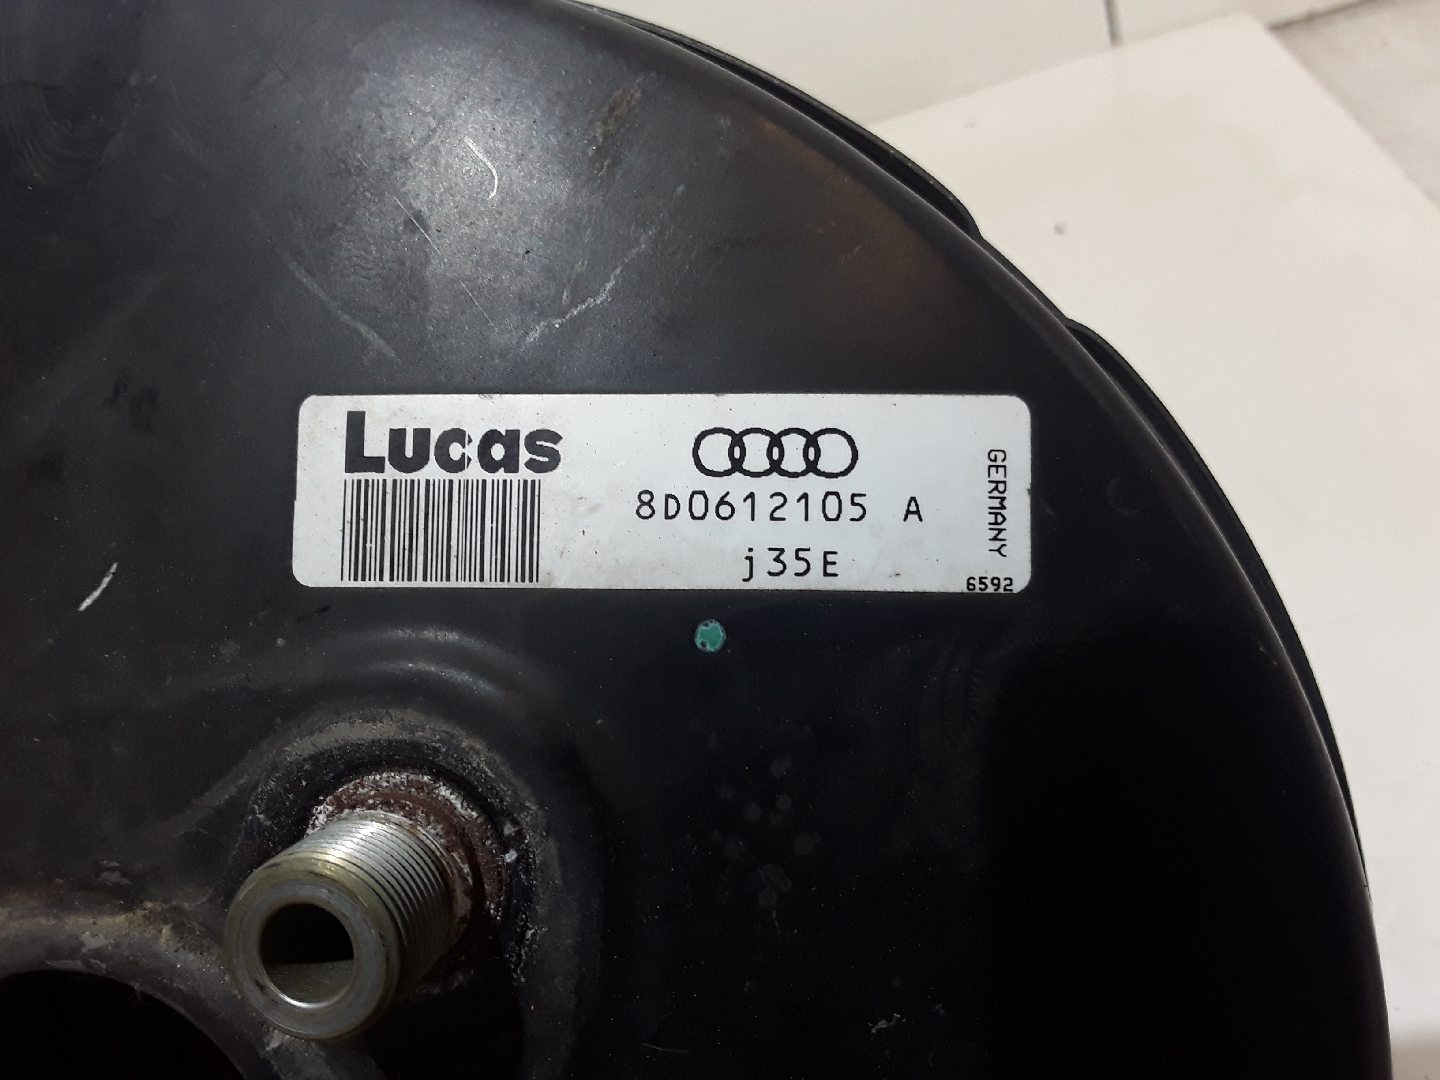 Lucas
8D0612105 A
j35E
GERMANY
6592